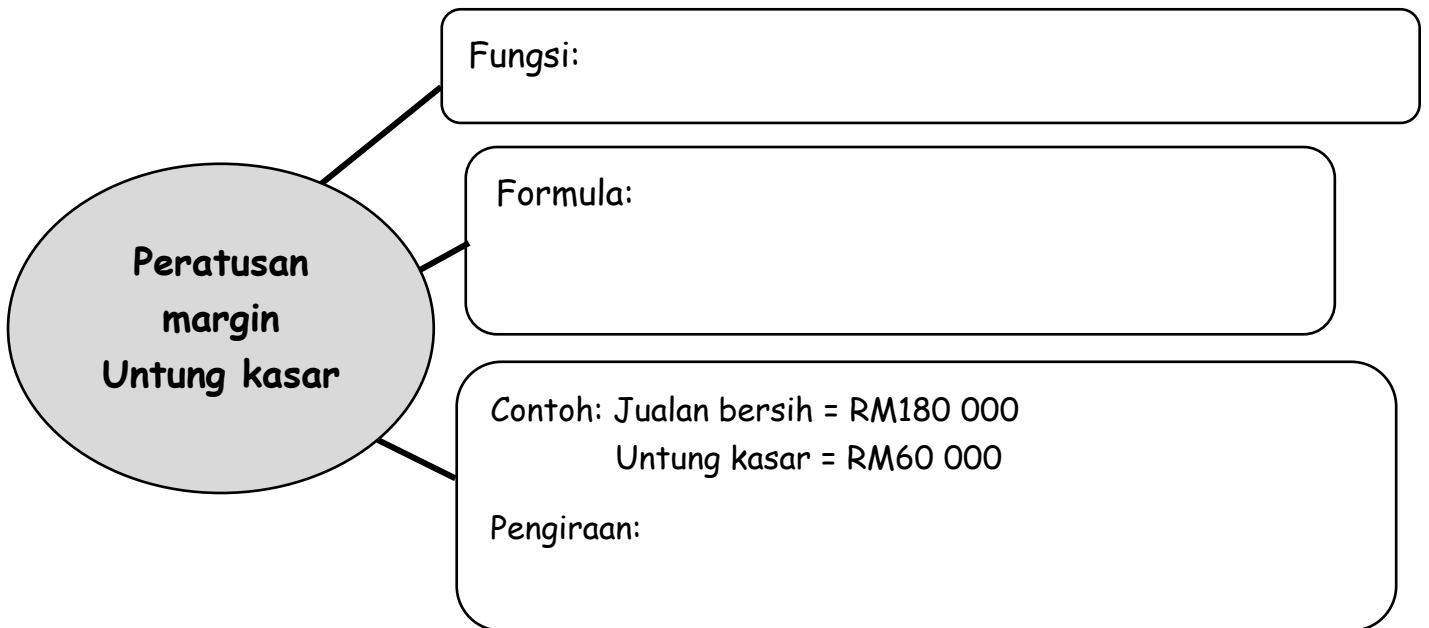 Fungsi:
Formula:
Peratusan
margin
Untung kasar
Contoh: Jualan bersih = RM180 000
Untung kasar = RM60 000
Pengiraan: